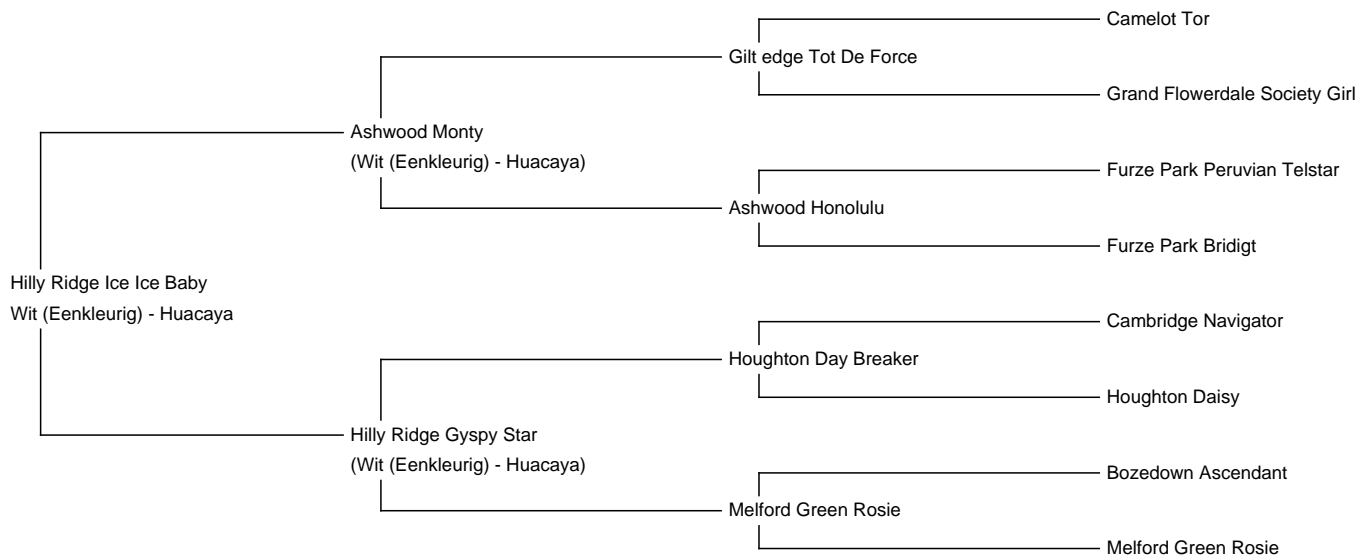 Camelot Tor
Gilt edge Tot De Force
Grand Flowerdale Society Girl
Ashwood Monty
(Wit (Eenkleurig) - Huacaya)
Furze Park Peruvian Telstar
Ashwood Honolulu
Furze Park Bridigt
Hilly Ridge Ice Ice Baby
Wit (Eenkleurig) - Huacaya
Cambridge Navigator
Houghton Day Breaker
Houghton Daisy
Hilly Ridge Gyspy Star
(Wit (Eenkleurig) - Huacaya)
Bozedown Ascendant
Melford Green Rosie
Melford Green Rosie